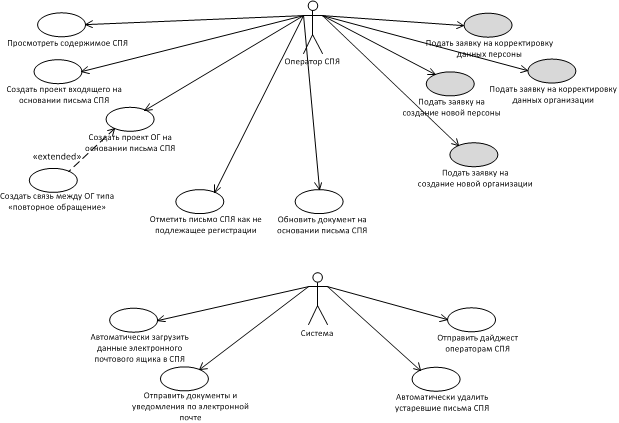 Просмотреть содержимое СПЯ
Создать проект входящего на
основании письма СПЯ
Создать проект ОГ на
основании письма СПЯ
«extended»
Создать связь между ОГ типа
«повторное обращение»
Отметить письмо СПЯ как не
подлежащее регистрации
Обновить документ на
основании письма СПЯ
Оператор СПЯ
Подать заявку на корректировку
данных персоны
Подать заявку на корректировку
данных организации
Подать заявку на
создание новой персоны
Подать заявку на
создание новой организации
Система
Автоматически загрузить
данные электронного
почтового ящика в СПЯ
Отправить документы и
уведомления по электронной
почте
Отправить дайджест
операторам СПЯ
Автоматически удалить
устаревшие письма СПЯ